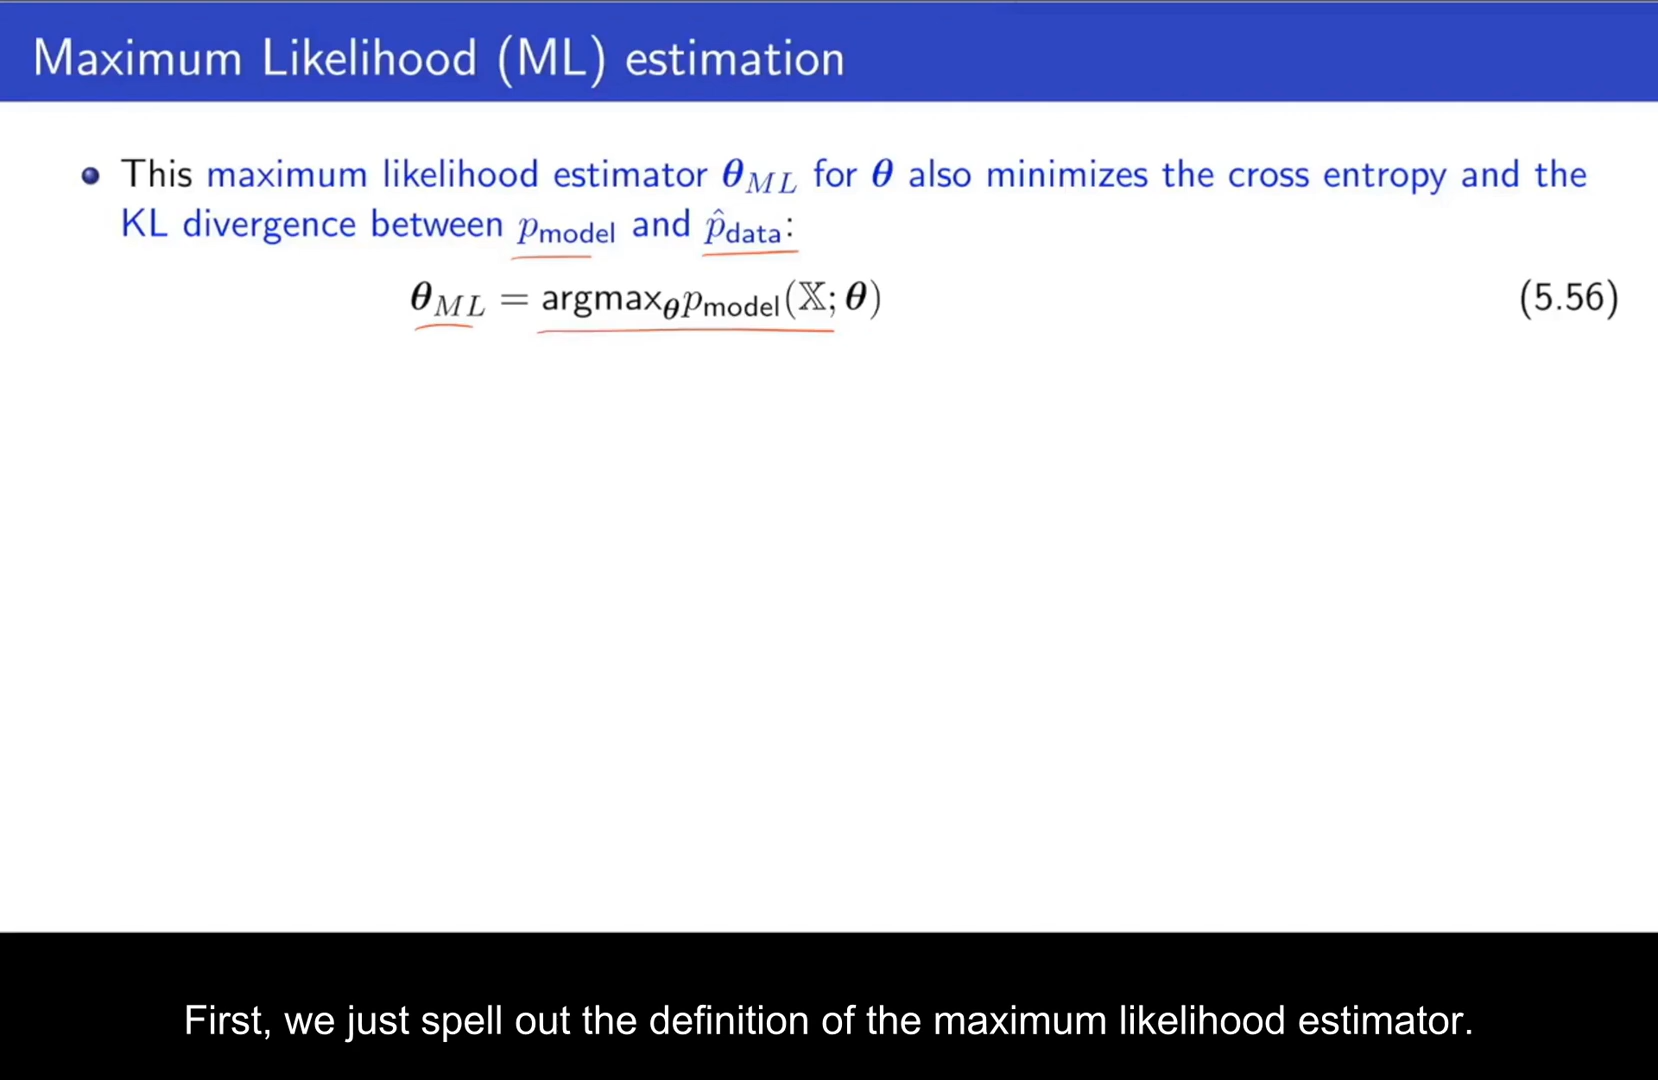 Maximum Likelihood (ML) estimation
• This maximum likelihood estimator θ_ML for θ also minimizes the cross entropy and the
KL divergence between p_model and p̂_data:
θ_ML = argmax_θ p_model(𝕏; θ) (5.56)
First, we just spell out the definition of the maximum likelihood estimator.